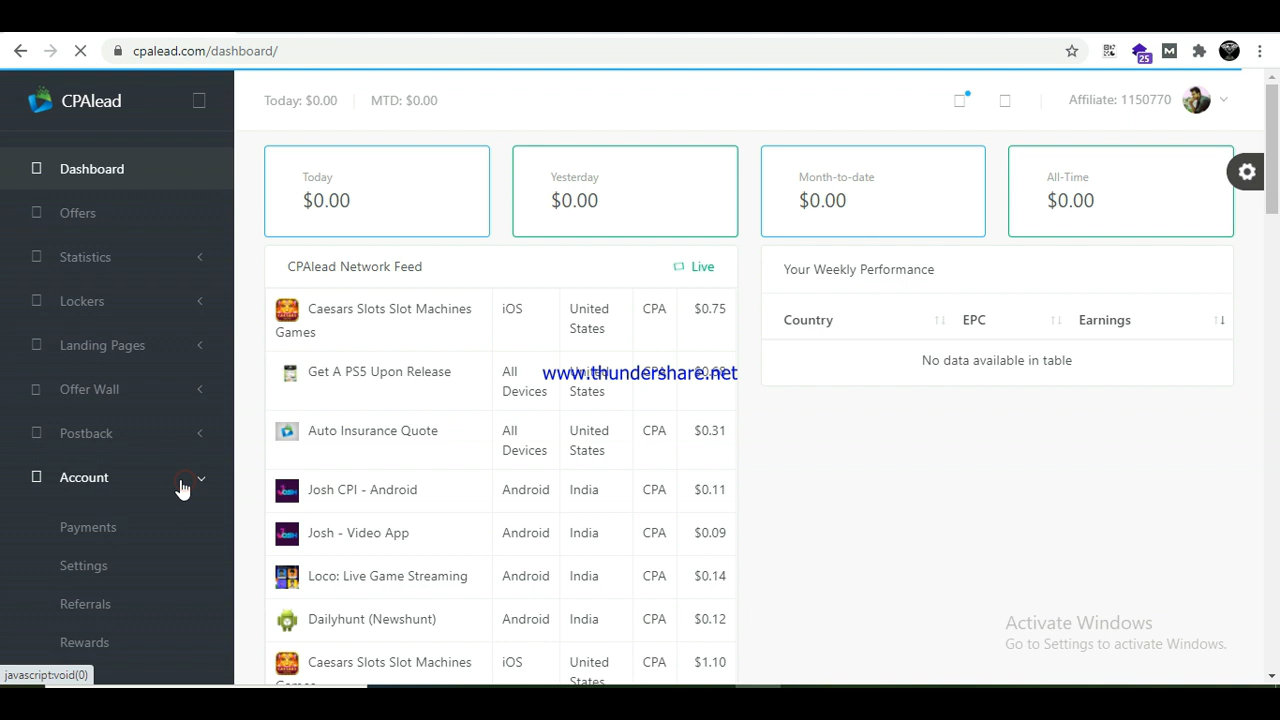 cpalead.com/dashboard/
25
CPAlead
Today: $0.00 | MTD: $0.00
Affiliate: 1150770
Dashboard
Offers
Statistics
Lockers
Landing Pages
Offer Wall
Postback
Account
Payments
Settings
Referrals
Rewards
javascript:void(0)
Today
$0.00
Yesterday
$0.00
Month-to-date
$0.00
All-Time
$0.00
CPAlead Network Feed
Live
Caesars Slots Slot Machines Games iOS United States CPA $0.75
Get A PS5 Upon Release All Devices United States CPA
www.thundershare.net
Auto Insurance Quote All Devices United States CPA $0.31
Josh CPI - Android Android India CPA $0.11
Josh - Video App Android India CPA $0.09
Loco: Live Game Streaming Android India CPA $0.14
Dailyhunt (Newshunt) Android India CPA $0.12
Caesars Slots Slot Machines Games iOS United States CPA $1.10
Your Weekly Performance
Country EPC Earnings
No data available in table
Activate Windows
Go to Settings to activate Windows.